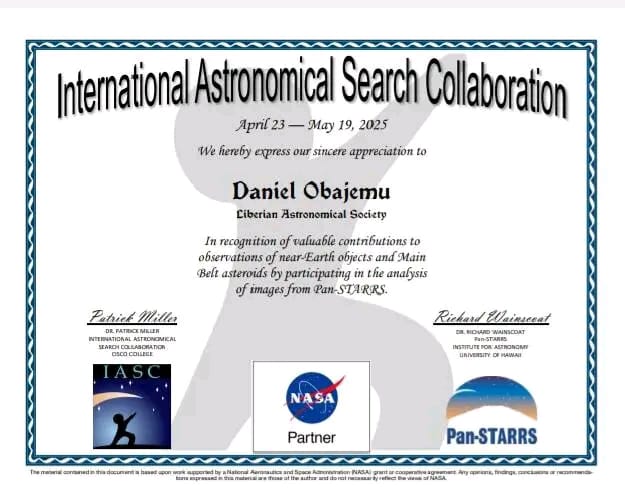 International Astronomical Search Collaboration
April 23 — May 19, 2025
We hereby express our sincere appreciation to
Daniel Obajemu
Liberian Astronomical Society
In recognition of valuable contributions to
observations of near-Earth objects and Main
Belt asteroids by participating in the analysis
of images from Pan-STARRS.
Patrick Miller
DR. PATRICK MILLER
INTERNATIONAL ASTRONOMICAL
SEARCH COLLABORATION
CISCO COLLEGE
Richard Wainscoat
DR. RICHARD WAINSCOAT
Pan-STARRS
INSTITUTE FOR ASTRONOMY
UNIVERSITY OF HAWAII
IASC
NASA
Partner
Pan-STARRS
The material contained in this document is based upon work supported by a National Aeronautics and Space Administration (NASA) grant or cooperative agreement. Any opinions, findings, conclusions or recommenda-
tions expressed in this material are those of the author and do not necessarily reflect the views of NASA.